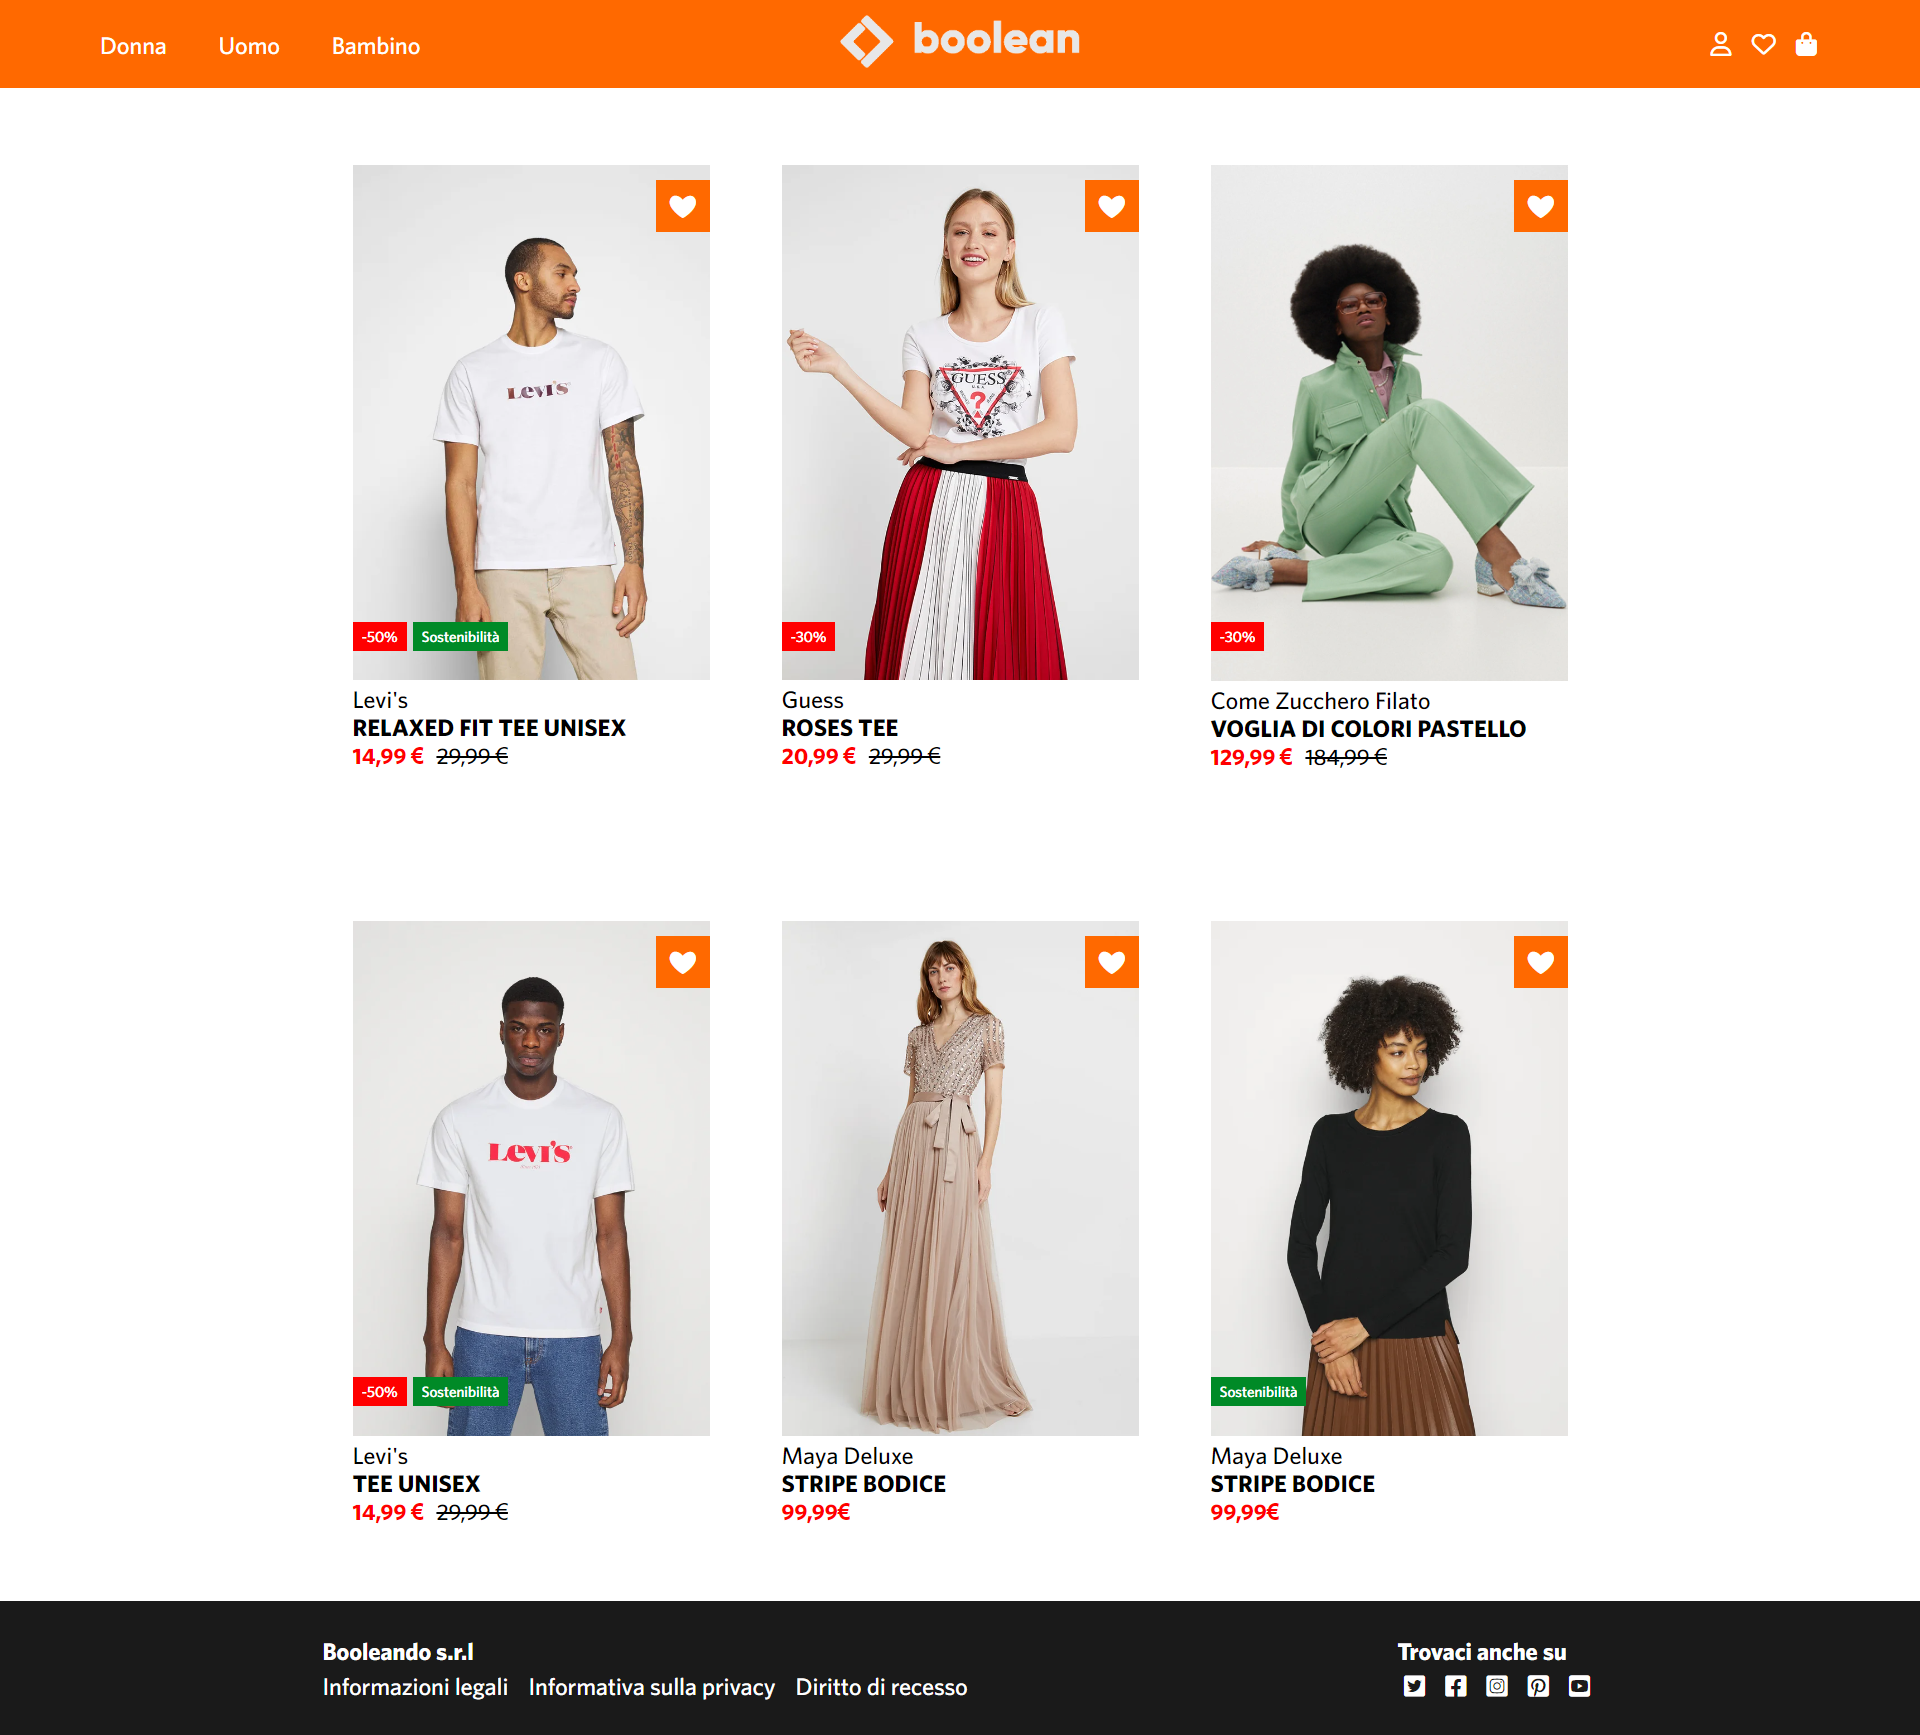 Donna Uomo Bambino
boolean
LEVI'S
GUESS
U.S.A.
?
-50% Sostenibilità
-30%
-30%
Levi's
RELAXED FIT TEE UNISEX
14,99 € 29,99 €
Guess
ROSES TEE
20,99 € 29,99 €
Come Zucchero Filato
VOGLIA DI COLORI PASTELLO
129,99 € 184,99 €
LEVI'S
-50% Sostenibilità
Sostenibilità
Levi's
TEE UNISEX
14,99 € 29,99 €
Maya Deluxe
STRIPE BODICE
99,99€
Maya Deluxe
STRIPE BODICE
99,99€
Booleando s.r.l
Informazioni legali Informativa sulla privacy Diritto di recesso
Trovaci anche su